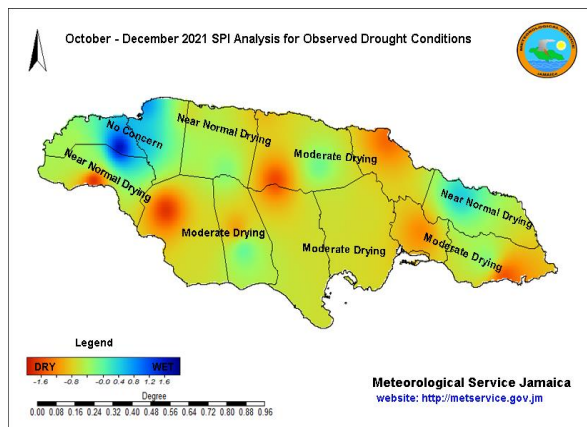 October - December 2021 SPI Analysis for Observed Drought Conditions
METEOROLOGICAL SERVICE
JAMAICA
No Concern
Near Normal Drying
Near Normal Drying
Moderate Drying
Near Normal Drying
Moderate Drying
Moderate Drying
Moderate Drying
Legend
DRY WET
-1.6 -0.8 -0.0 0.4 0.8 1.2 1.6
Degree
0.00 0.08 0.16 0.24 0.32 0.40 0.48 0.56 0.64 0.72 0.80 0.88 0.96
Meteorological Service Jamaica
website: http://metservice.gov.jm